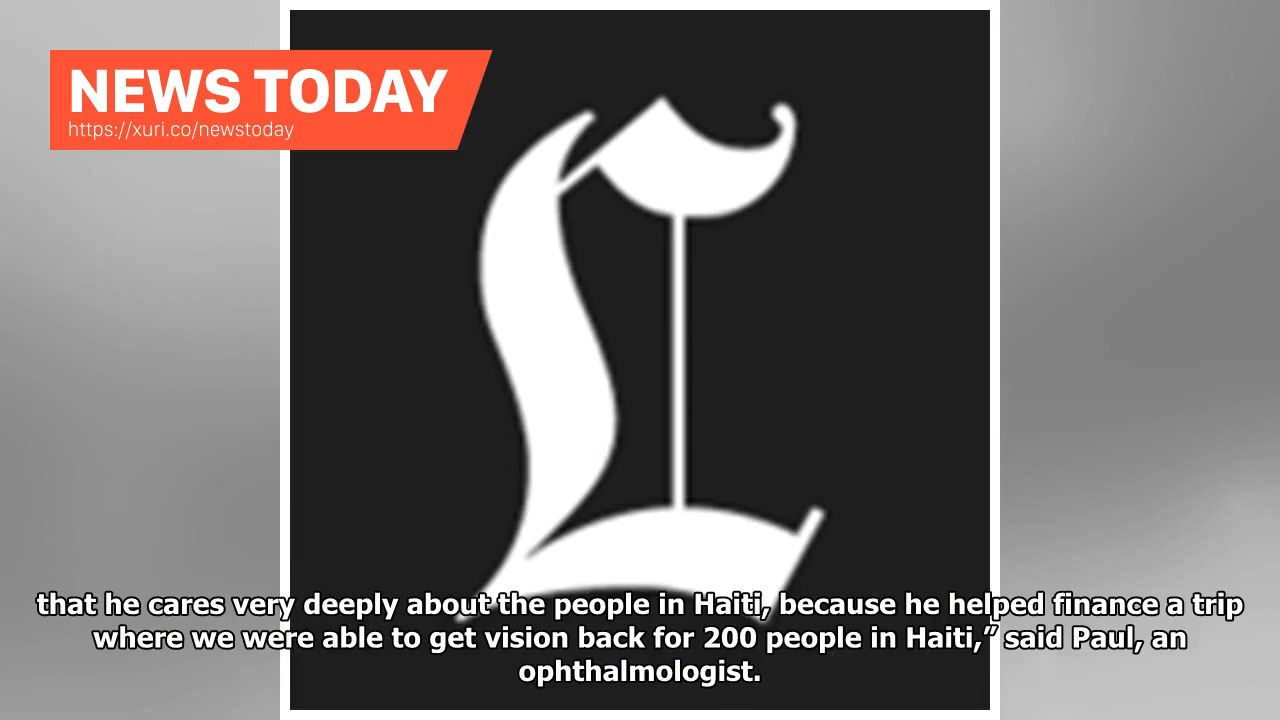 NEWS TODAY
https://xuri.co/newstoday
L
that he cares very deeply about the people in Haiti, because he helped finance a trip
where we were able to get vision back for 200 people in Haiti,” said Paul, an
ophthalmologist.